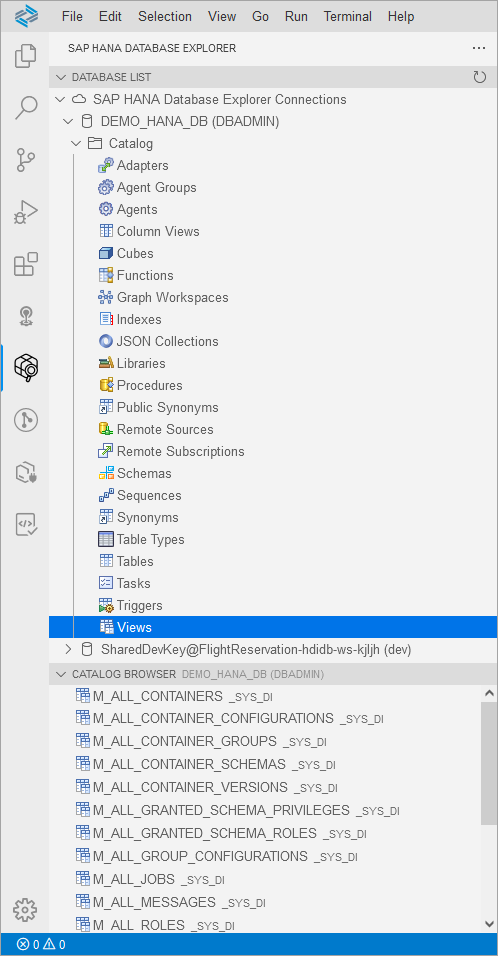 File Edit Selection View Go Run Terminal Help
SAP HANA DATABASE EXPLORER
DATABASE LIST
SAP HANA Database Explorer Connections
DEMO_HANA_DB (DBADMIN)
Catalog
Adapters
Agent Groups
Agents
Column Views
Cubes
Functions
Graph Workspaces
Indexes
JSON Collections
Libraries
Procedures
Public Synonyms
Remote Sources
Remote Subscriptions
Schemas
Sequences
Synonyms
Table Types
Tables
Tasks
Triggers
Views
SharedDevKey@FlightReservation-hdidb-ws-kjljh (dev)
CATALOG BROWSER DEMO_HANA_DB (DBADMIN)
M_ALL_CONTAINERS _SYS_DI
M_ALL_CONTAINER_CONFIGURATIONS _SYS_DI
M_ALL_CONTAINER_GROUPS _SYS_DI
M_ALL_CONTAINER_SCHEMAS _SYS_DI
M_ALL_CONTAINER_VERSIONS _SYS_DI
M_ALL_GRANTED_SCHEMA_PRIVILEGES _SYS_DI
M_ALL_GRANTED_SCHEMA_ROLES _SYS_DI
M_ALL_GROUP_CONFIGURATIONS _SYS_DI
M_ALL_JOBS _SYS_DI
M_ALL_MESSAGES _SYS_DI
M_ALL_ROLES _SYS_DI
0 0